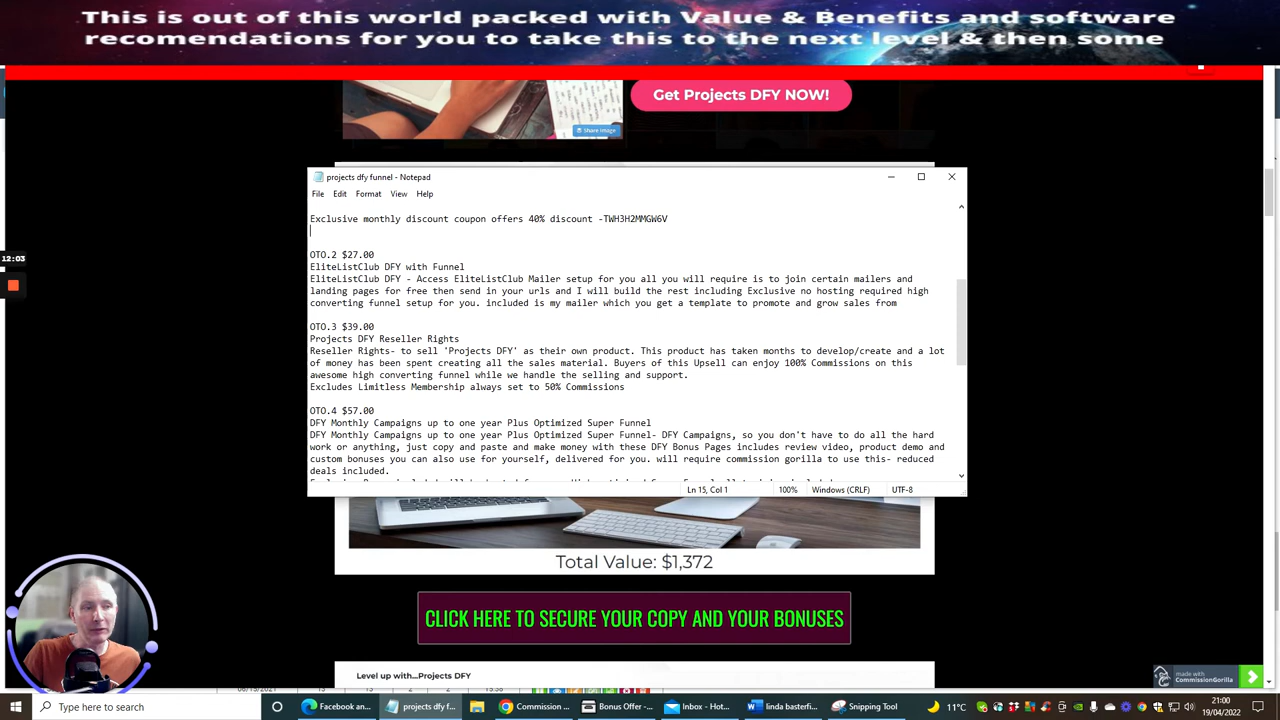 This is out of this world packed with Value & Benefits and software
recomendations for you to take this to the next level & then some
Get Projects DFY NOW!
Share Image
projects dfy funnel - Notepad
File Edit Format View Help
Exclusive monthly discount coupon offers 40% discount -TWH3H2MMGW6V
OTO.2 $27.00
EliteListClub DFY with Funnel
EliteListClub DFY - Access EliteListClub Mailer setup for you all you will require is to join certain mailers and
landing pages for free then send in your urls and I will build the rest including Exclusive no hosting required high
converting funnel setup for you. included is my mailer which you get a template to promote and grow sales from
OTO.3 $39.00
Projects DFY Reseller Rights
Reseller Rights- to sell 'Projects DFY' as their own product. This product has taken months to develop/create and a lot
of money has been spent creating all the sales material. Buyers of this Upsell can enjoy 100% Commissions on this
awesome high converting funnel while we handle the selling and support.
Excludes Limitless Membership always set to 50% Commissions
OTO.4 $57.00
DFY Monthly Campaigns up to one year Plus Optimized Super Funnel
DFY Monthly Campaigns up to one year Plus Optimized Super Funnel- DFY Campaigns, so you don't have to do all the hard
work or anything, just copy and paste and make money with these DFY Bonus Pages includes review video, product demo and
custom bonuses you can also use for yourself, delivered for you. will require commission gorilla to use this- reduced
deals included.
Ln 15, Col 1 100% Windows (CRLF) UTF-8
12:03
Total Value: $1,372
CLICK HERE TO SECURE YOUR COPY AND YOUR BONUSES
Level up with...Projects DFY
made with
CommissionGorilla
06/15/2021 13 13 2 2 15.38
Type here to search
Facebook an...
projects dfy f...
Commission ...
Bonus Offer -...
Inbox - Hot...
linda basterfi...
Snipping Tool
11°C
21:00
19/04/2022